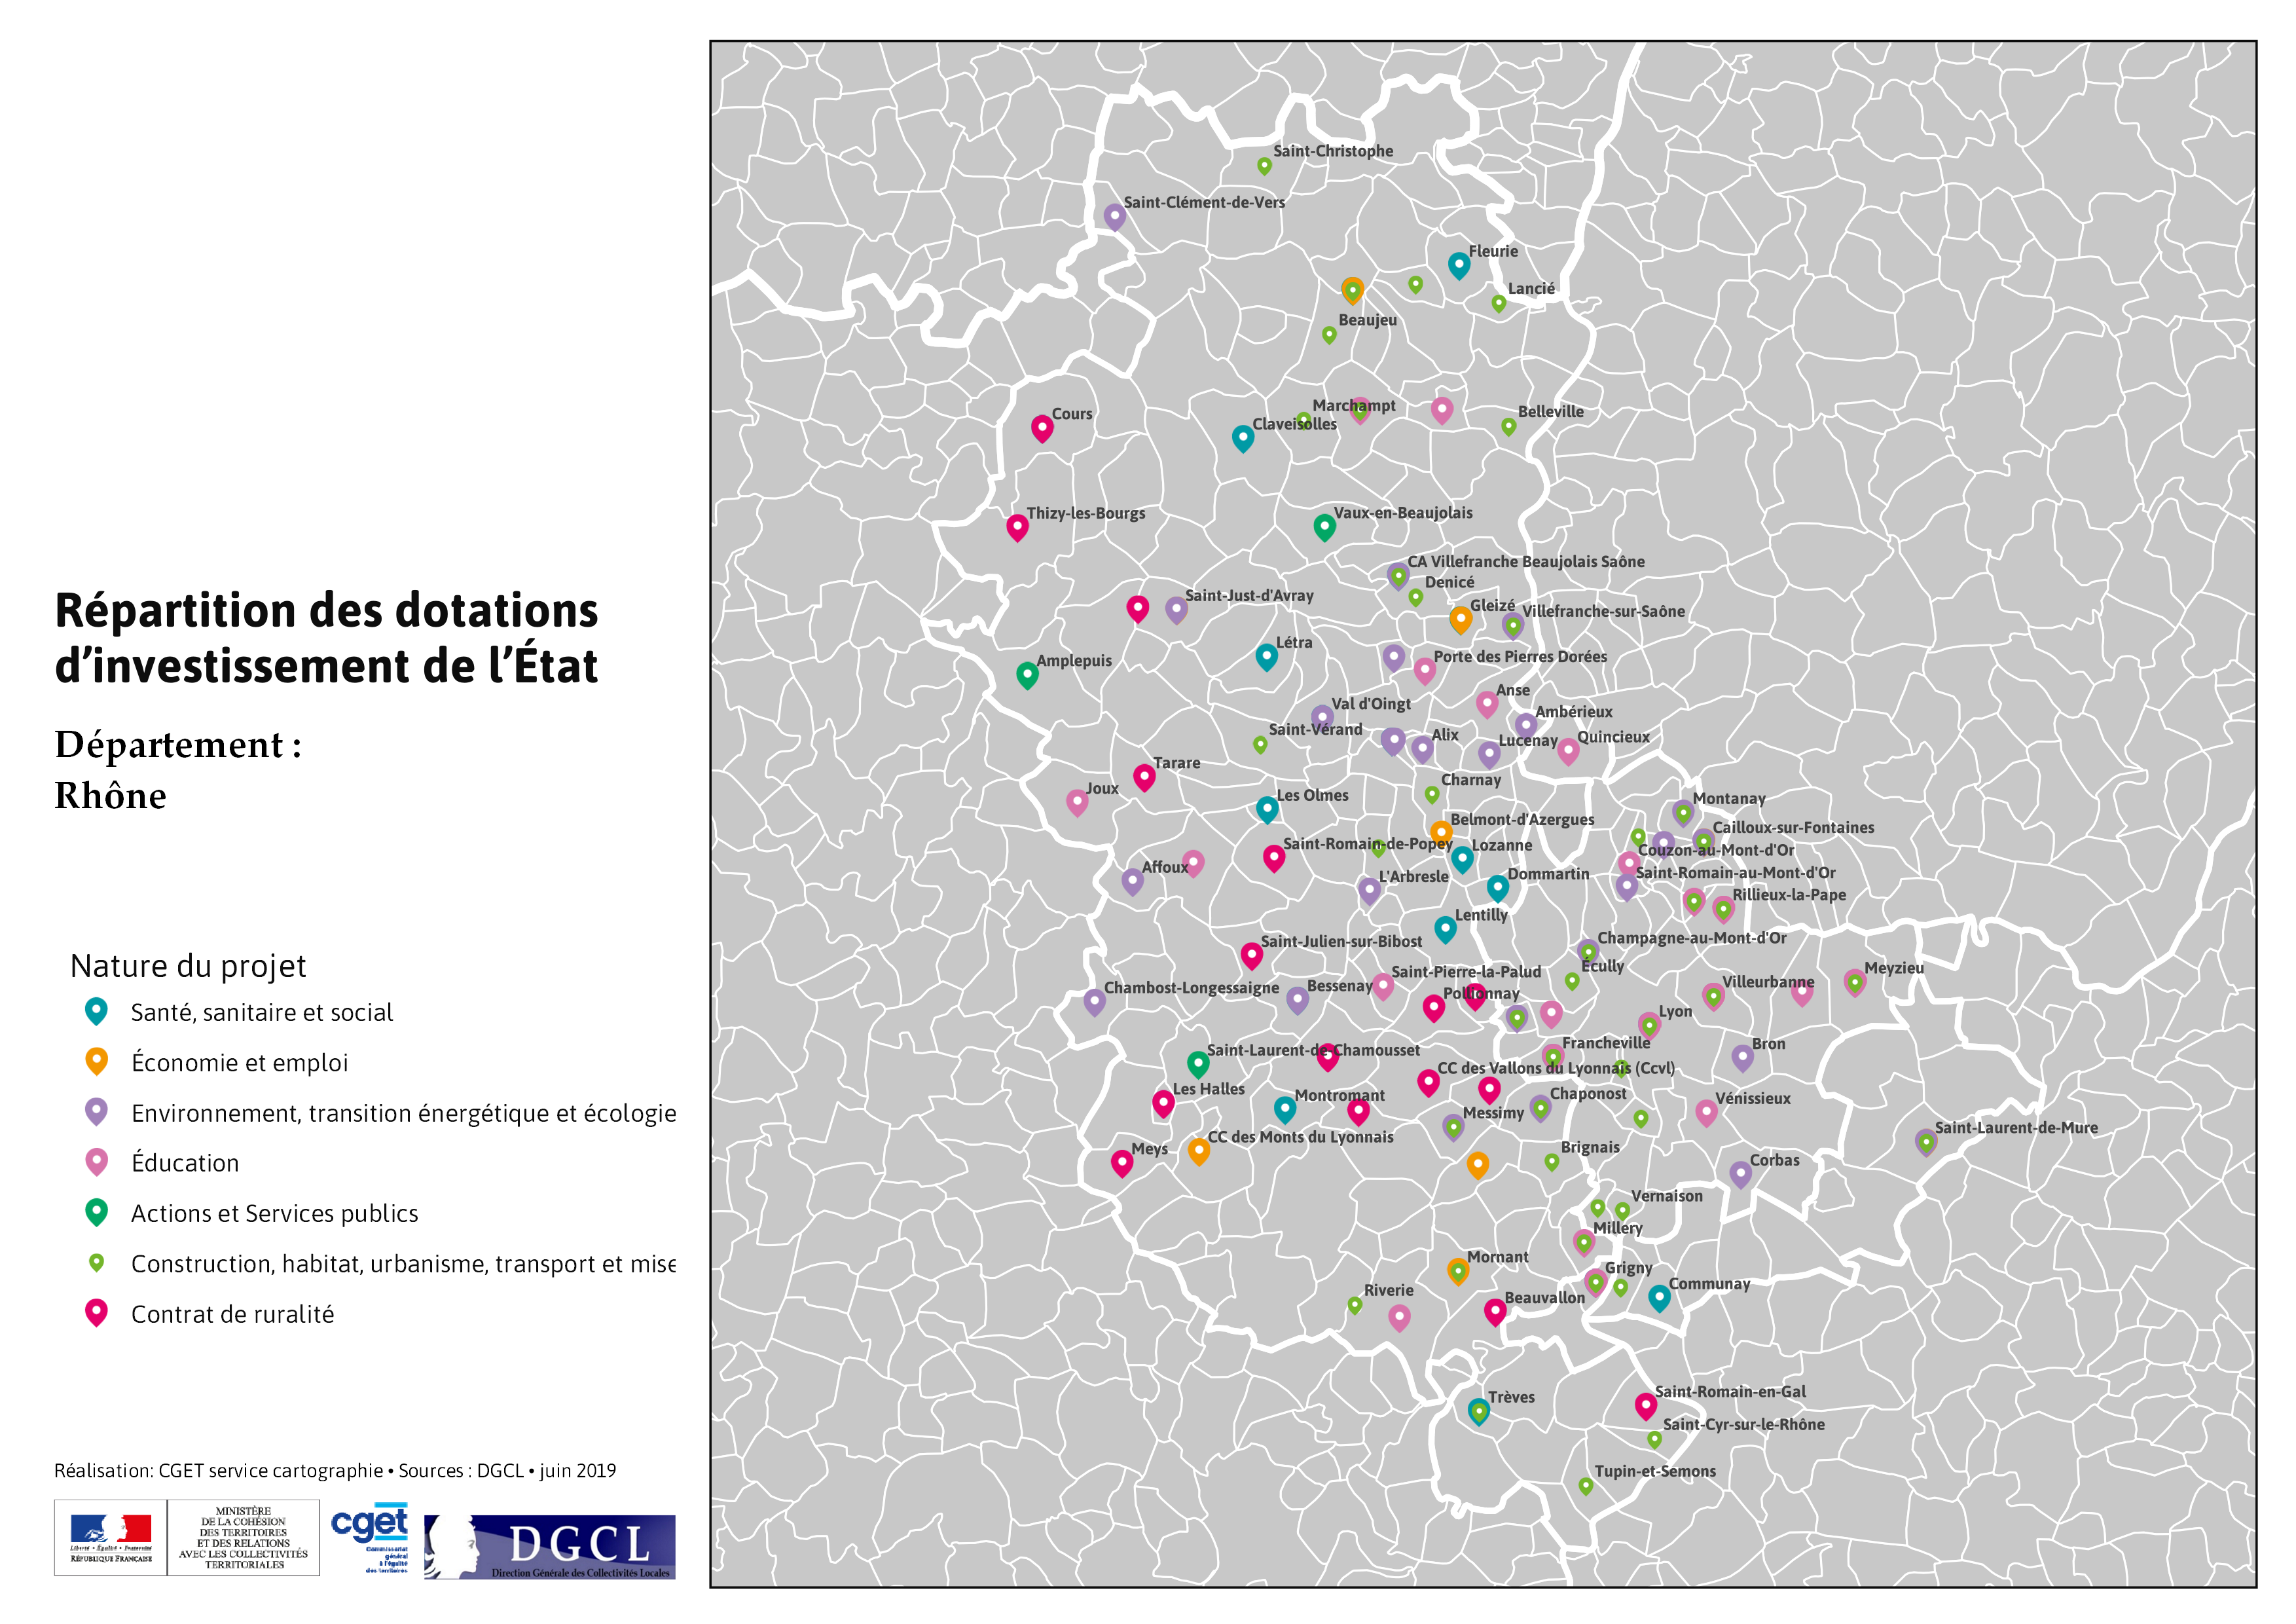 Répartition des dotations
d’investissement de l’État
Département :
Rhône
Nature du projet
Santé, sanitaire et social
Économie et emploi
Environnement, transition énergétique et écologie
Éducation
Actions et Services publics
Construction, habitat, urbanisme, transport et mise
Contrat de ruralité
Réalisation: CGET service cartographie • Sources : DGCL • juin 2019
Liberté • Égalité • Fraternité
RÉPUBLIQUE FRANÇAISE
MINISTÈRE
DE LA COHÉSION
DES TERRITOIRES
ET DES RELATIONS
AVEC LES COLLECTIVITÉS
TERRITORIALES
cget
Commissariat
général
à l'égalité
des territoires
DGCL
Direction Générale des Collectivités Locales
Saint-Christophe
Saint-Clément-de-Vers
Fleurie
Lancié
Beaujeu
Marchampt
Belleville
Cours
Claveisolles
Thizy-les-Bourgs
Vaux-en-Beaujolais
CA Villefranche Beaujolais Saône
Denicé
Saint-Just-d'Avray
Gleizé
Villefranche-sur-Saône
Létra
Porte des Pierres Dorées
Amplepuis
Anse
Val d'Oingt
Ambérieux
Saint-Vérand
Alix
Lucenay
Quincieux
Tarare
Charnay
Joux
Les Olmes
Montanay
Belmont-d'Azergues
Cailloux-sur-Fontaines
Saint-Romain-de-Popey
Lozanne
Couzon-au-Mont-d'Or
Affoux
L'Arbresle
Dommartin
Saint-Romain-au-Mont-d'Or
Rillieux-la-Pape
Lentilly
Saint-Julien-sur-Bibost
Champagne-au-Mont-d'Or
Écully
Saint-Pierre-la-Palud
Meyzieu
Chambost-Longessaigne
Bessenay
Pollionnay
Villeurbanne
Lyon
Saint-Laurent-de-Chamousset
Francheville
Bron
CC des Vallons du Lyonnais (Ccvl)
Les Halles
Montromant
Chaponost
Vénissieux
Messimy
CC des Monts du Lyonnais
Saint-Laurent-de-Mure
Meys
Brignais
Corbas
Vernaison
Millery
Mornant
Grigny
Riverie
Beauvallon
Communay
Trèves
Saint-Romain-en-Gal
Saint-Cyr-sur-le-Rhône
Tupin-et-Semons